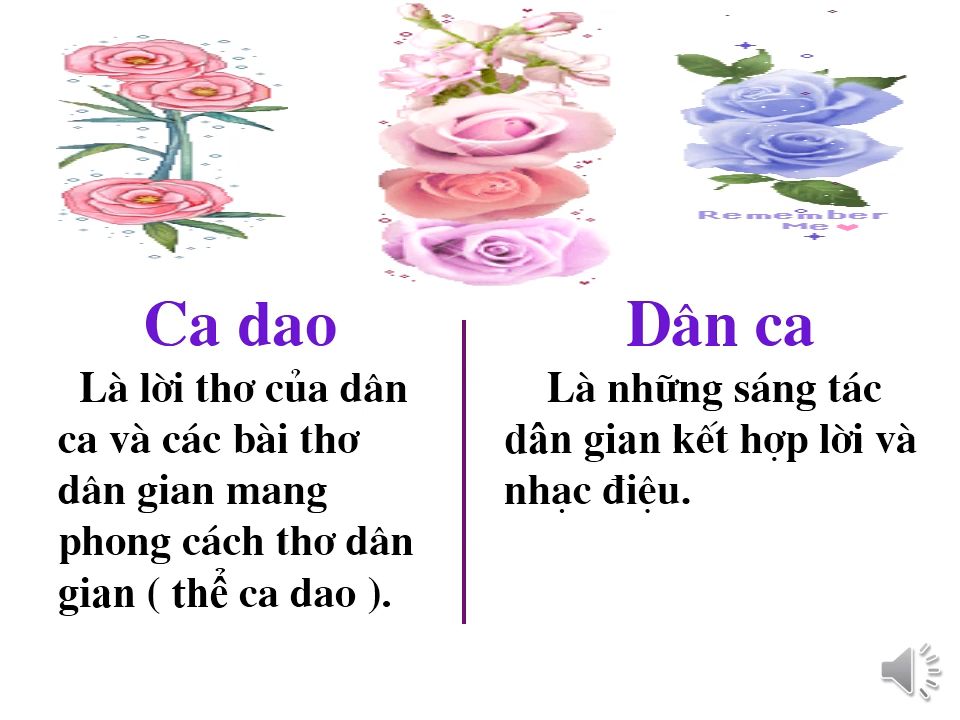 Remember
Me
Ca dao
Là lời thơ của dân
ca và các bài thơ
dân gian mang
phong cách thơ dân
gian ( thể ca dao ).
Dân ca
Là những sáng tác
dân gian kết hợp lời và
nhạc điệu.